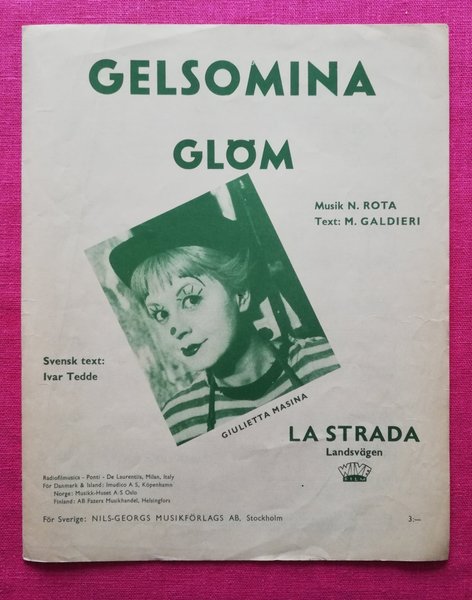 GELSOMINA
GLÖM
Musik N. ROTA
Text: M. GALDIERI
Svensk text:
Ivar Tedde
GIULIETTA MASINA
LA STRADA
Landsvägen
WIVE
FILM
Radiofilmusica - Ponti - De Laurentiis, Milan, Italy
För Danmark & Island: Imudico A S, Köpenhamn
Norge: Musikk-Huset A S Oslo
Finland: AB Fazers Musikhandel, Helsingfors
För Sverige: NILS-GEORGS MUSIKFÖRLAGS AB, Stockholm
3:—